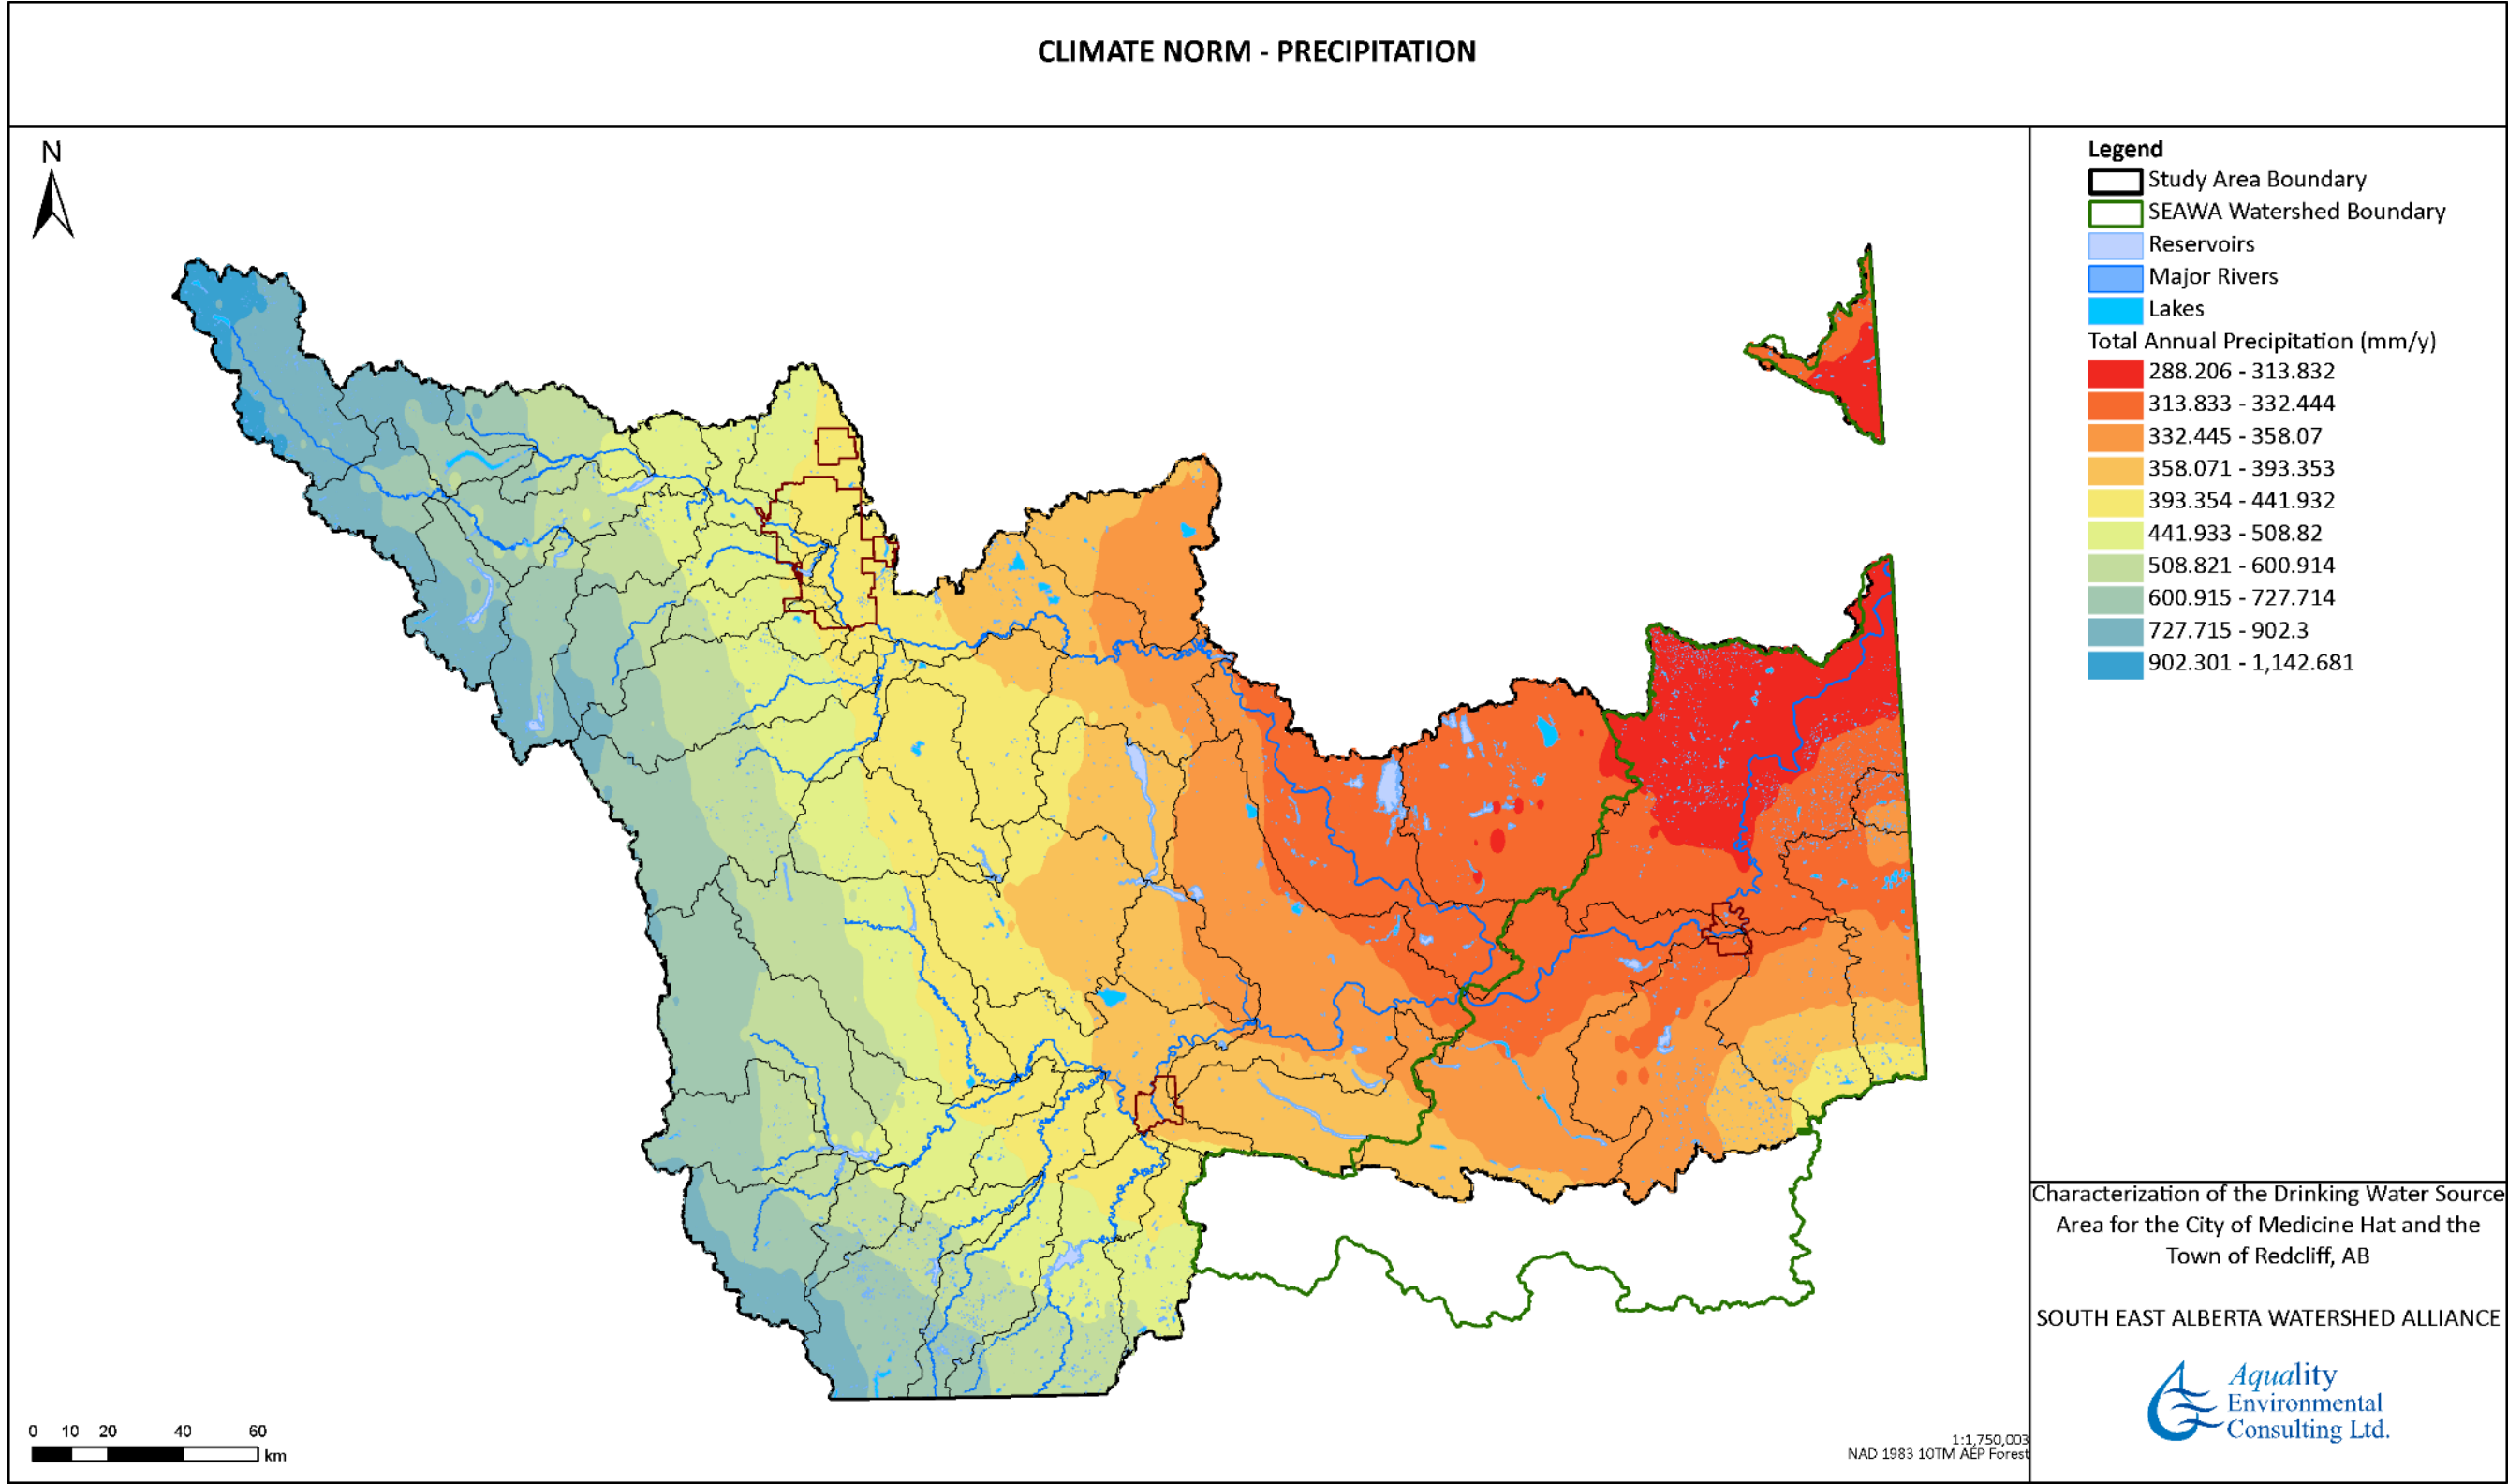 CLIMATE NORM - PRECIPITATION
N
Legend
Study Area Boundary
SEAWA Watershed Boundary
Reservoirs
Major Rivers
Lakes
Total Annual Precipitation (mm/y)
288.206 - 313.832
313.833 - 332.444
332.445 - 358.07
358.071 - 393.353
393.354 - 441.932
441.933 - 508.82
508.821 - 600.914
600.915 - 727.714
727.715 - 902.3
902.301 - 1,142.681
0 10 20 40 60
km
1:1,750,003
NAD 1983 10TM AEP Forest
Characterization of the Drinking Water Source
Area for the City of Medicine Hat and the
Town of Redcliff, AB
SOUTH EAST ALBERTA WATERSHED ALLIANCE
Aquality
Environmental
Consulting Ltd.